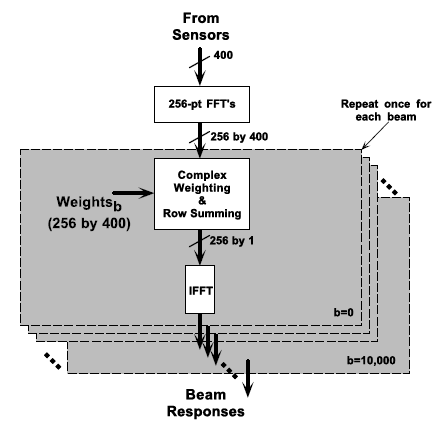 From
Sensors
400
256-pt FFT's
256 by 400
Repeat once for
each beam
Complex
Weighting
&
Row Summing
Weightsb
(256 by 400)
256 by 1
IFFT
b=0
b=10,000
Beam
Responses